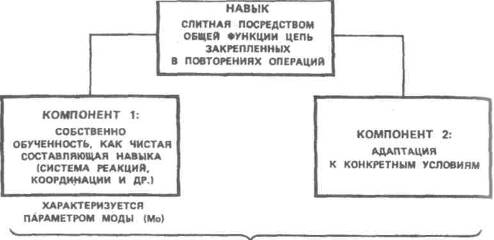 НАВЫК
СЛИТНАЯ ПОСРЕДСТВОМ
ОБЩЕЙ ФУНКЦИИ ЦЕПЬ
ЗАКРЕПЛЕННЫХ
В ПОВТОРЕНИЯХ ОПЕРАЦИЙ
КОМПОНЕНТ 1:
СОБСТВЕННО
ОБУЧЕННОСТЬ, КАК ЧИСТАЯ
СОСТАВЛЯЮЩАЯ НАВЫКА
(СИСТЕМА РЕАКЦИЙ,
КООРДИНАЦИИ И ДР.)
ХАРАКТЕРИЗУЕТСЯ
ПАРАМЕТРОМ МОДЫ (Мо)
КОМПОНЕНТ 2:
АДАПТАЦИЯ
К КОНКРЕТНЫМ УСЛОВИЯМ